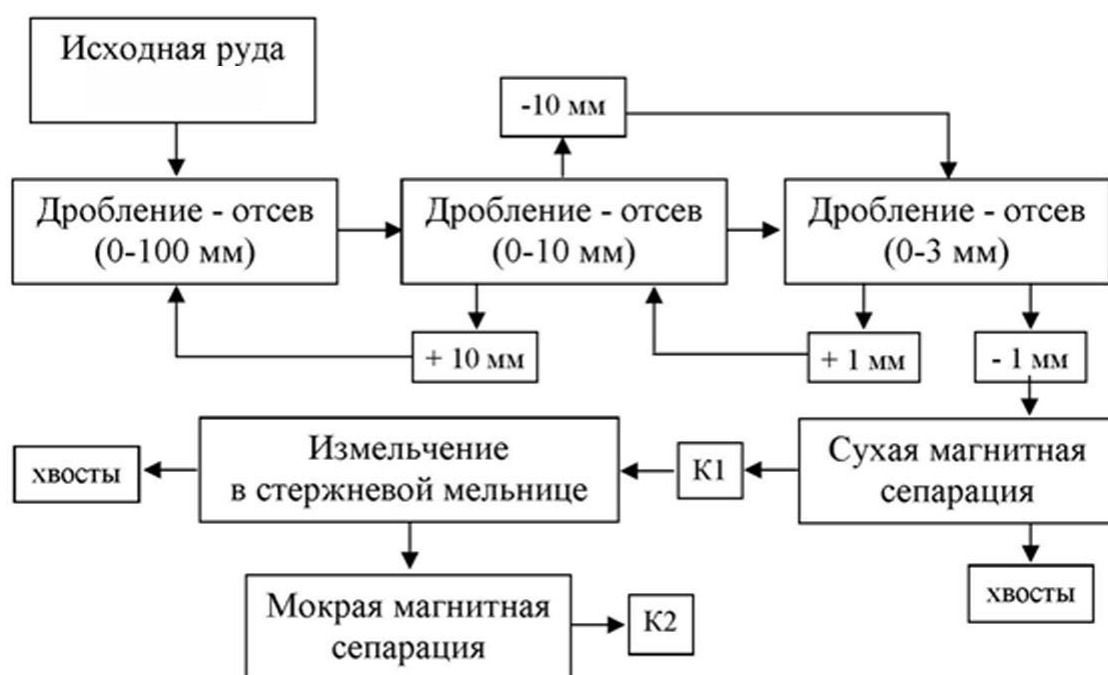 Исходная руда
-10 мм
Дробление - отсев
(0-100 мм)
Дробление - отсев
(0-10 мм)
Дробление - отсев
(0-3 мм)
+ 10 мм
+ 1 мм
- 1 мм
хвосты
Измельчение
в стержневой мельнице
К1
Сухая магнитная
сепарация
хвосты
Мокрая магнитная
сепарация
К2